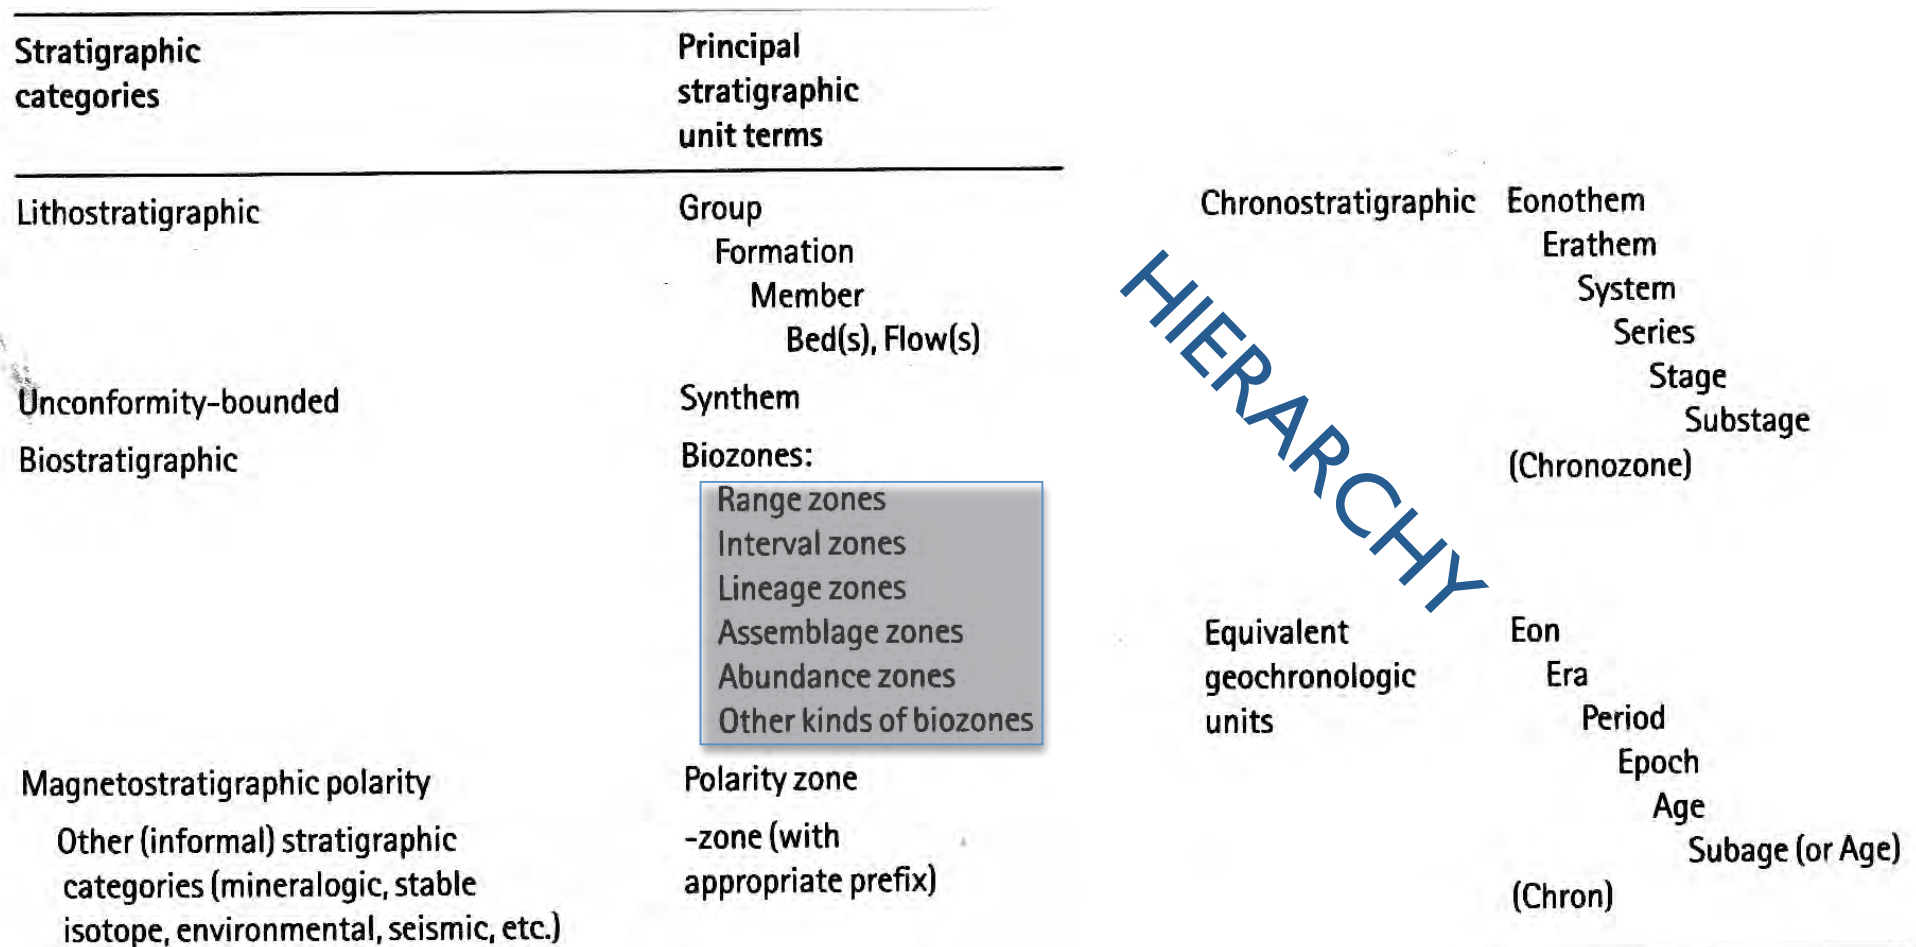 Stratigraphic categories
Principal stratigraphic unit terms
Lithostratigraphic
Group
Formation
Member
Bed(s), Flow(s)
Unconformity-bounded
Synthem
Biostratigraphic
Biozones:
Range zones
Interval zones
Lineage zones
Assemblage zones
Abundance zones
Other kinds of biozones
Magnetostratigraphic polarity
Polarity zone
Other (informal) stratigraphic
categories (mineralogic, stable
isotope, environmental, seismic, etc.)
-zone (with
appropriate prefix)
HIERARCHY
Chronostratigraphic
Eonothem
Erathem
System
Series
Stage
Substage
(Chronozone)
Equivalent
geochronologic
units
Eon
Era
Period
Epoch
Age
Subage (or Age)
(Chron)